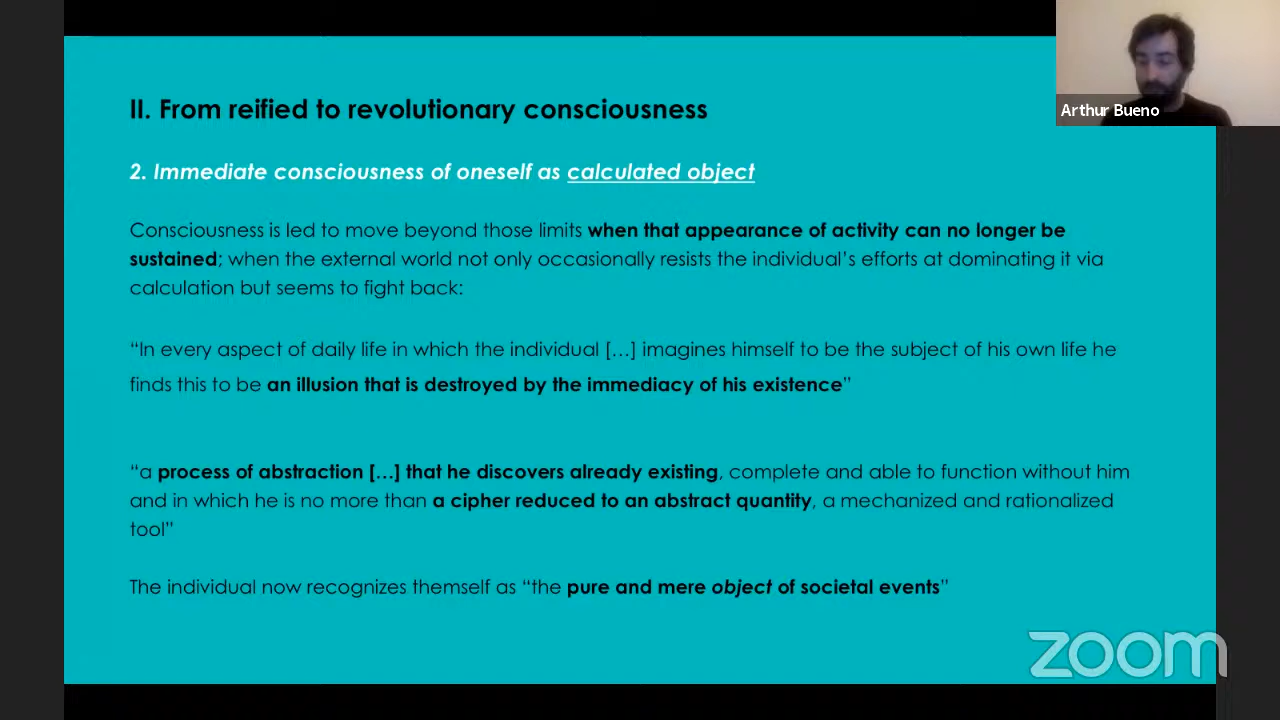 II. From reified to revolutionary consciousness
Arthur Bueno
2. Immediate consciousness of oneself as calculated object
Consciousness is led to move beyond those limits when that appearance of activity can no longer be
sustained; when the external world not only occasionally resists the individual’s efforts at dominating it via
calculation but seems to fight back:
“In every aspect of daily life in which the individual […] imagines himself to be the subject of his own life he
finds this to be an illusion that is destroyed by the immediacy of his existence”
“a process of abstraction […] that he discovers already existing, complete and able to function without him
and in which he is no more than a cipher reduced to an abstract quantity, a mechanized and rationalized
tool”
The individual now recognizes themself as “the pure and mere object of societal events”
zoom